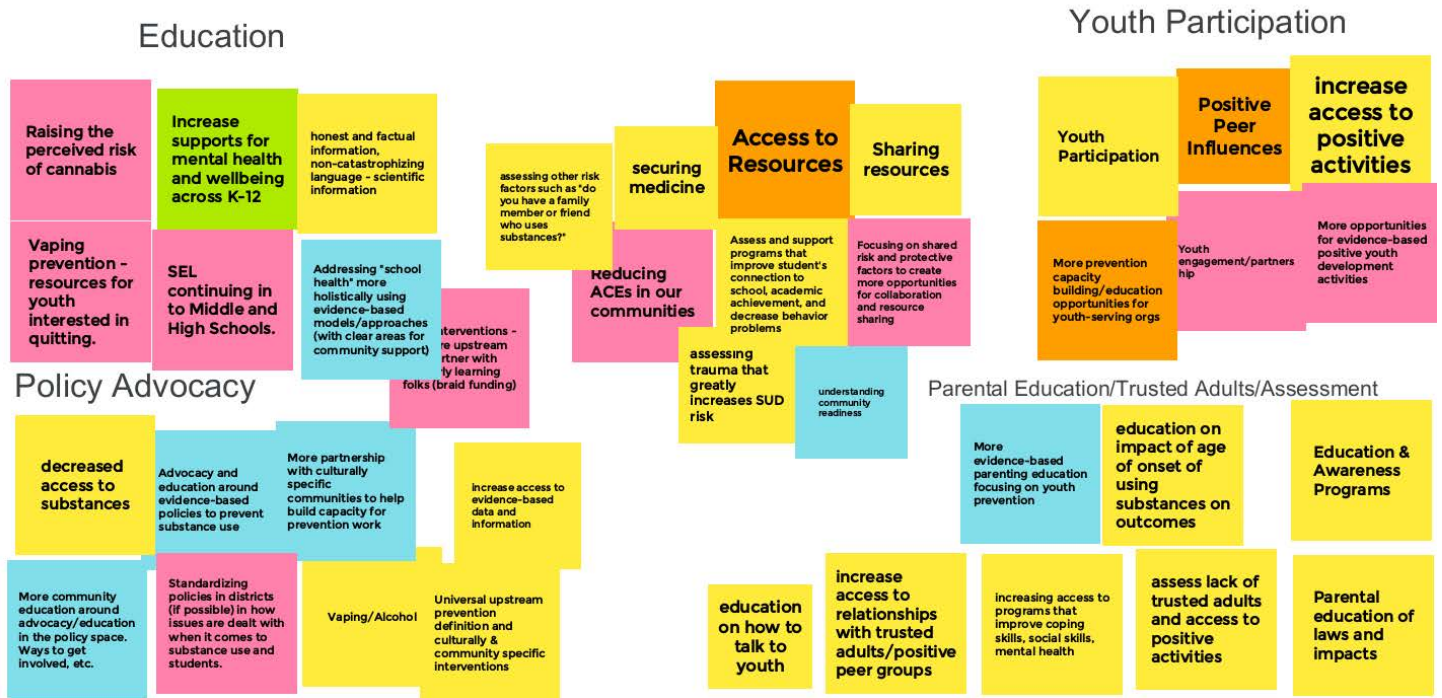 Education
Raising the
perceived risk
of cannabis
Increase
supports for
mental health
and wellbeing
across K-12
honest and factual
information,
non-catastrophizing
language - scientific
information
Vaping
prevention -
resources for
youth
interested in
quitting.
SEL
continuing in
to Middle and
High Schools.
Addressing "school
health" more
holistically using
evidence-based
models/approaches
(with clear areas for
community support)
nterventions -
upstream
with
learning
folks (braid funding)
assessing other risk
factors such as "do
you have a family
member or friend
who uses
substances?"
securing
medicine
Access to
Resources
Sharing
resources
Reducing
ACEs in our
communities
Assess and support
programs that
improve student's
connection to
school, academic
achievement, and
decrease behavior
problems
Focusing on shared
risk and protective
factors to create
more opportunities
for collaboration
and resource
sharing
assessing
trauma that
greatly
increases SUD
risk
understanding
community
readiness
Youth Participation
Youth
Participation
Positive
Peer
Influences
increase
access to
positive
activities
More prevention
capacity
building/education
opportunities for
youth-serving orgs
Youth
engagement/partners
hip
More opportunities
for evidence-based
positive youth
development
activities
Policy Advocacy
decreased
access to
substances
Advocacy and
education around
evidence-based
policies to prevent
substance use
More partnership
with culturally
specific
communities to help
build capacity for
prevention work
increase access to
evidence-based
data and
information
More community
education around
advocacy/education
in the policy space.
Ways to get
involved, etc.
Standardizing
policies in districts
(if possible) in how
issues are dealt with
when it comes to
substance use and
students.
Vaping/Alcohol
Universal upstream
prevention
definition and
culturally &
community specific
interventions
Parental Education/Trusted Adults/Assessment
More
evidence-based
parenting education
focusing on youth
prevention
education on
impact of age
of onset of
using
substances on
outcomes
Education &
Awareness
Programs
education
on how to
talk to
youth
increase
access to
relationships
with trusted
adults/positive
peer groups
increasing access to
programs that
improve coping
skills, social skills,
mental health
assess lack of
trusted adults
and access to
positive
activities
Parental
education of
laws and
impacts